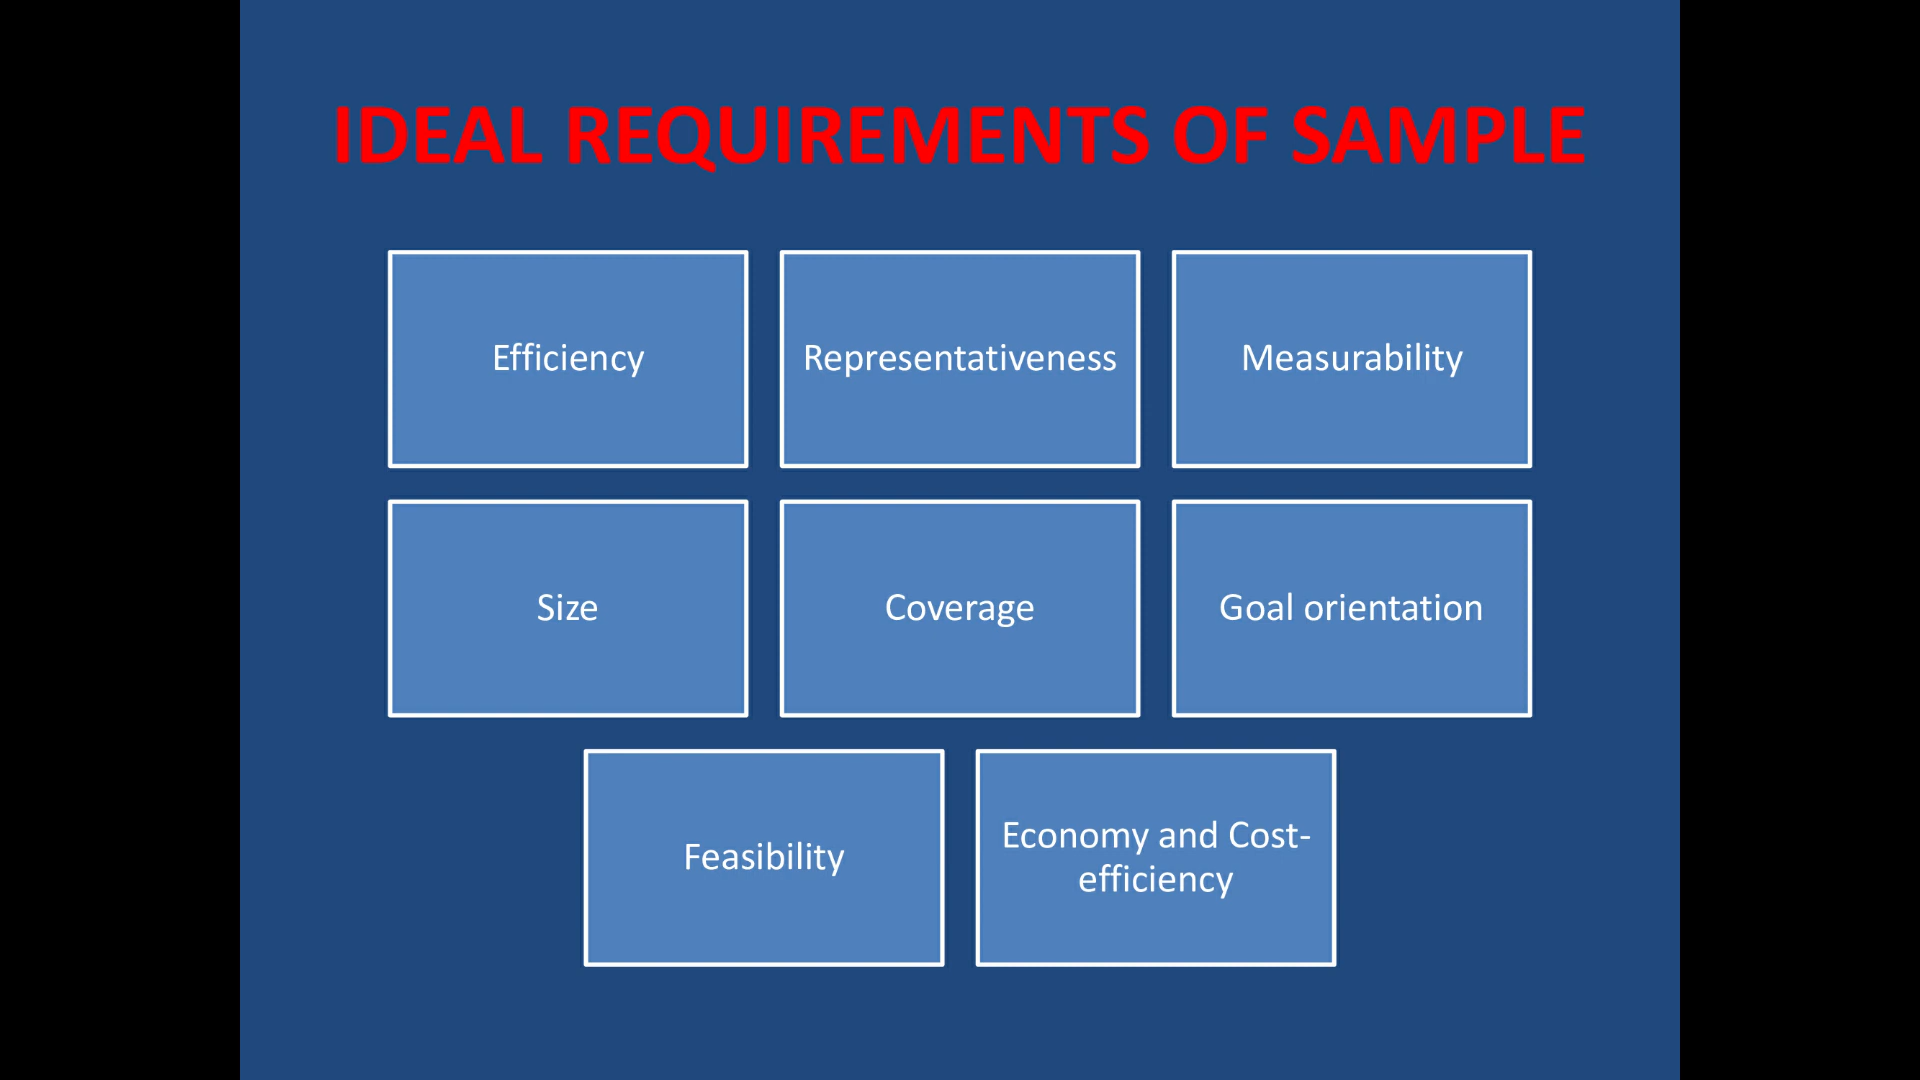 IDEAL REQUIREMENTS OF SAMPLE
Efficiency
Representativeness
Measurability
Size
Coverage
Goal orientation
Feasibility
Economy and Cost-
efficiency